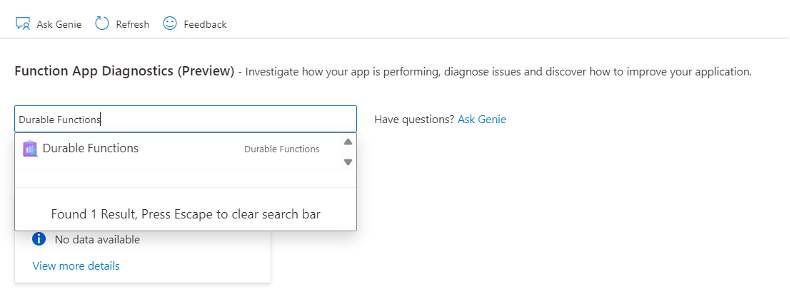 Ask Genie Refresh Feedback
Function App Diagnostics (Preview) - Investigate how your app is performing, diagnose issues and discover how to improve your application.
Durable Functions Have questions? Ask Genie
Durable Functions Durable Functions
Found 1 Result, Press Escape to clear search bar
No data available
View more details